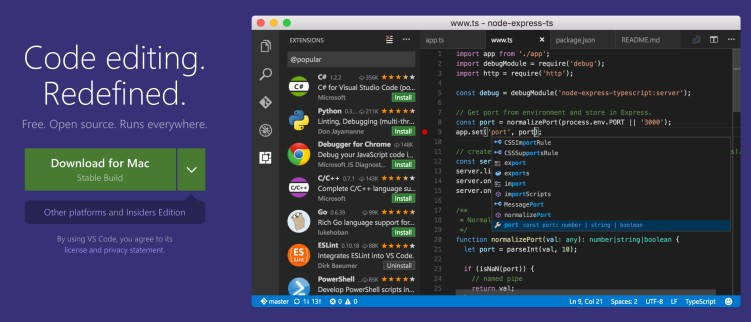 Code editing.
Redefined.
Free. Open source. Runs everywhere.
Download for Mac
Stable Build
Other platforms and Insiders Edition
By using VS Code, you agree to its
license and privacy statement.
www.ts - node-express-ts
EXTENSIONS
@popular
C# 1.2.2 356K
C# for Visual Studio Code (po...
Microsoft Install
Python 0.3... 211K
Linting, Debugging (multi-thr...
Don Jayamanne Install
Debugger for Chrome 148K
Debug your JavaScript code i...
Microsoft JS Diagnost... Install
C/C++ 0.7.1 143K
Complete C/C++ language su...
Microsoft Install
Go 0.6.39 99K
Rich Go language support for...
lukehoban Install
ESLint 0.10.18 88K
Integrates ESLint into VS Code.
Dirk Baeumer Uninstall
PowerShell ... 85K
Develop PowerShell scripts in...
app.ts www.ts package.json README.md
1 import app from './app';
2 import debugModule = require('debug');
3 import http = require('http');
4
5 const debug = debugModule('node-express-typescript:server');
6
7 // Get port from environment and store in Express.
8 const port = normalizePort(process.env.PORT || '3000');
9 app.set('port', port);
10 CSSImportRule
11 // create CSSSupportsRule s).
12 const ser export
13 server.li exports
14 server.on import
15 server.on importScripts
16 MessagePort
17 /** normalizePort
18 * Normal port const port: number | string | boolean
19 */
20 function normalizePort(val: any): number|string|boolean {
21 let port = parseInt(val, 10);
22
23 if (isNaN(port)) {
24 // named pipe
25 return val;
master 1↓ 13↑ 0 0 Ln 9, Col 21 Spaces: 2 UTF-8 LF TypeScript